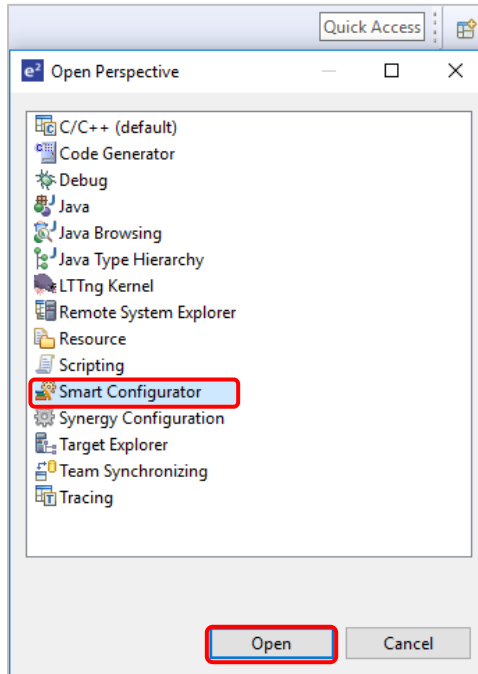 Quick Access
e² Open Perspective
C/C++ (default)
Code Generator
Debug
Java
Java Browsing
Java Type Hierarchy
LTTng Kernel
Remote System Explorer
Resource
Scripting
Smart Configurator
Synergy Configuration
Target Explorer
Team Synchronizing
Tracing
Open Cancel